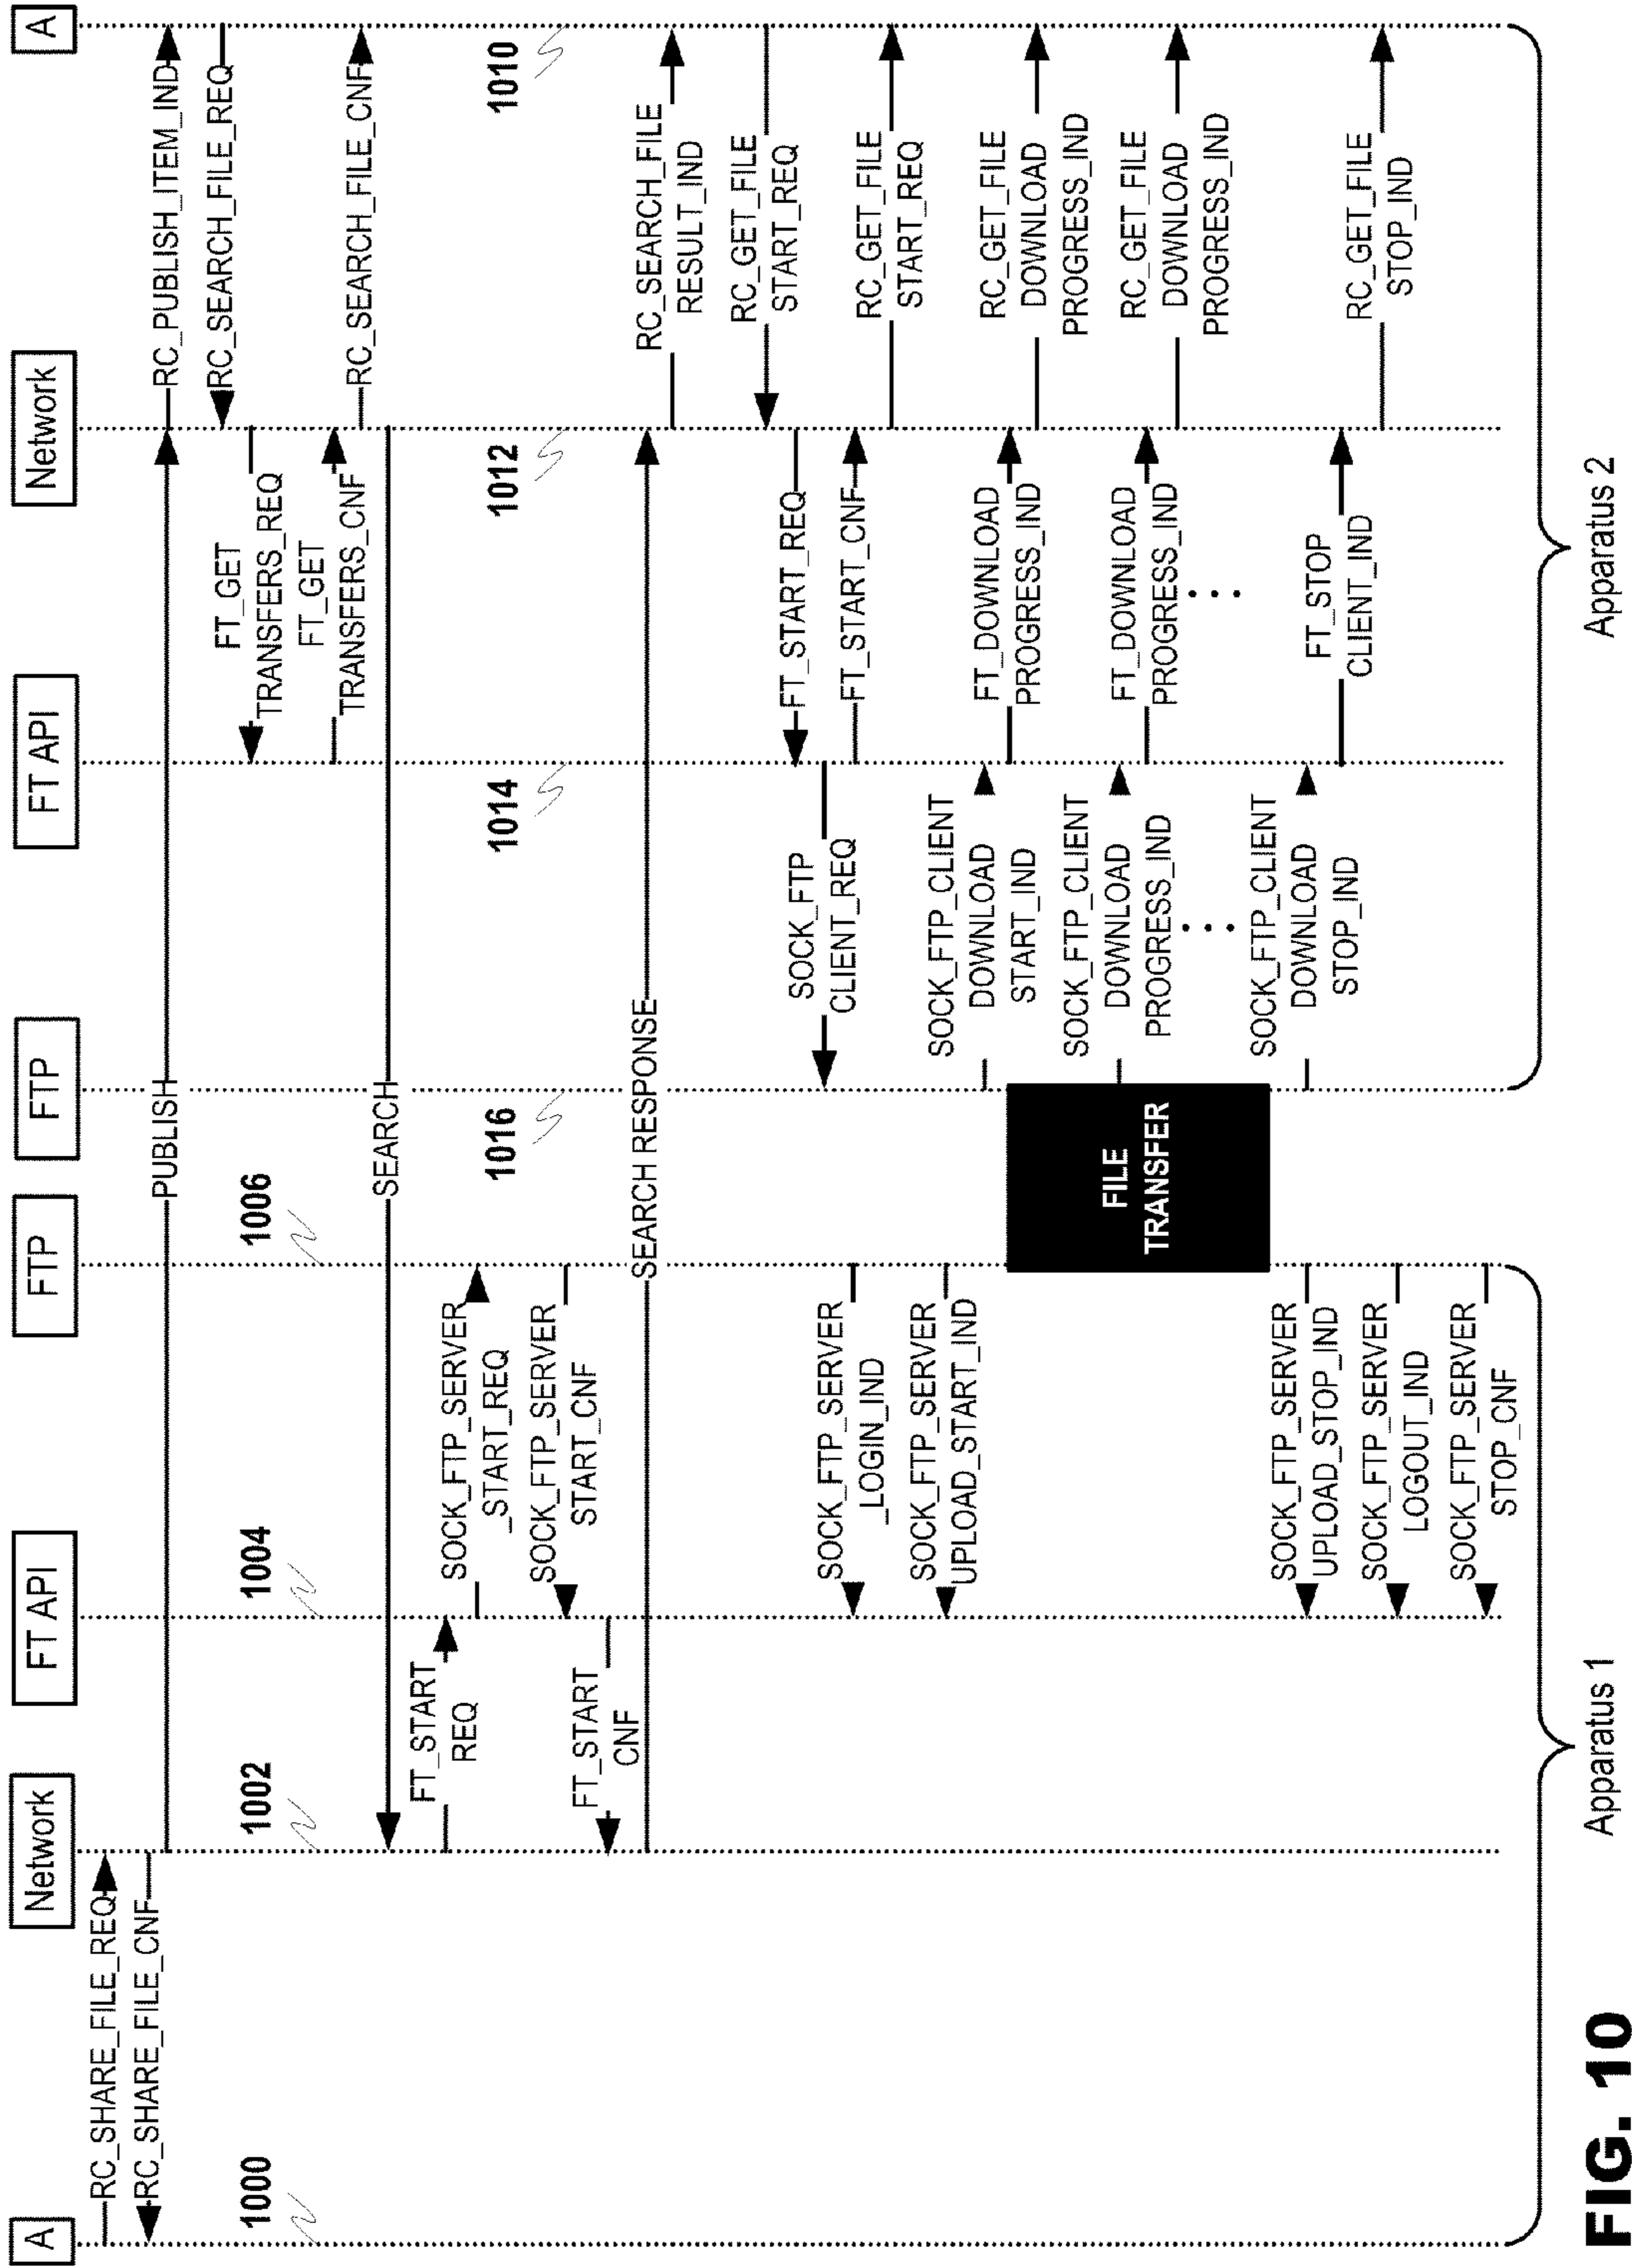 A
Network
FT API
FTP
FTP
FT API
Network
A
RC_SHARE_FILE_REQ
RC_SHARE_FILE_CNF
PUBLISH
RC_PUBLISH_ITEM_IND
RC_SEARCH_FILE_REQ
FT_GET
TRANSFERS_REQ
FT_GET
TRANSFERS_CNF
RC_SEARCH_FILE_CNF
SEARCH
1000
1002
1004
1006
FT_START
REQ
SOCK_FTP_SERVER
_START_REQ
SOCK_FTP_SERVER
START_CNF
FT_START
CNF
1016
1014
1012
1010
SEARCH RESPONSE
RC_SEARCH_FILE
RESULT_IND
RC_GET_FILE
START_REQ
FT_START_REQ
SOCK_FTP
CLIENT_REQ
FT_START_CNF
RC_GET_FILE
START_REQ
SOCK_FTP_SERVER
_LOGIN_IND
SOCK_FTP_SERVER
UPLOAD_START_IND
SOCK_FTP_CLIENT
DOWNLOAD
START_IND
FT_DOWNLOAD
PROGRESS_IND
RC_GET_FILE
DOWNLOAD
PROGRESS_IND
FILE
TRANSFER
SOCK_FTP_CLIENT
DOWNLOAD
PROGRESS_IND
FT_DOWNLOAD
PROGRESS_IND
RC_GET_FILE
DOWNLOAD
PROGRESS_IND
...
...
SOCK_FTP_SERVER
UPLOAD_STOP_IND
SOCK_FTP_CLIENT
DOWNLOAD
STOP_IND
FT_STOP
CLIENT_IND
RC_GET_FILE
STOP_IND
SOCK_FTP_SERVER
LOGOUT_IND
SOCK_FTP_SERVER
STOP_CNF
Apparatus 1
Apparatus 2
FIG. 10